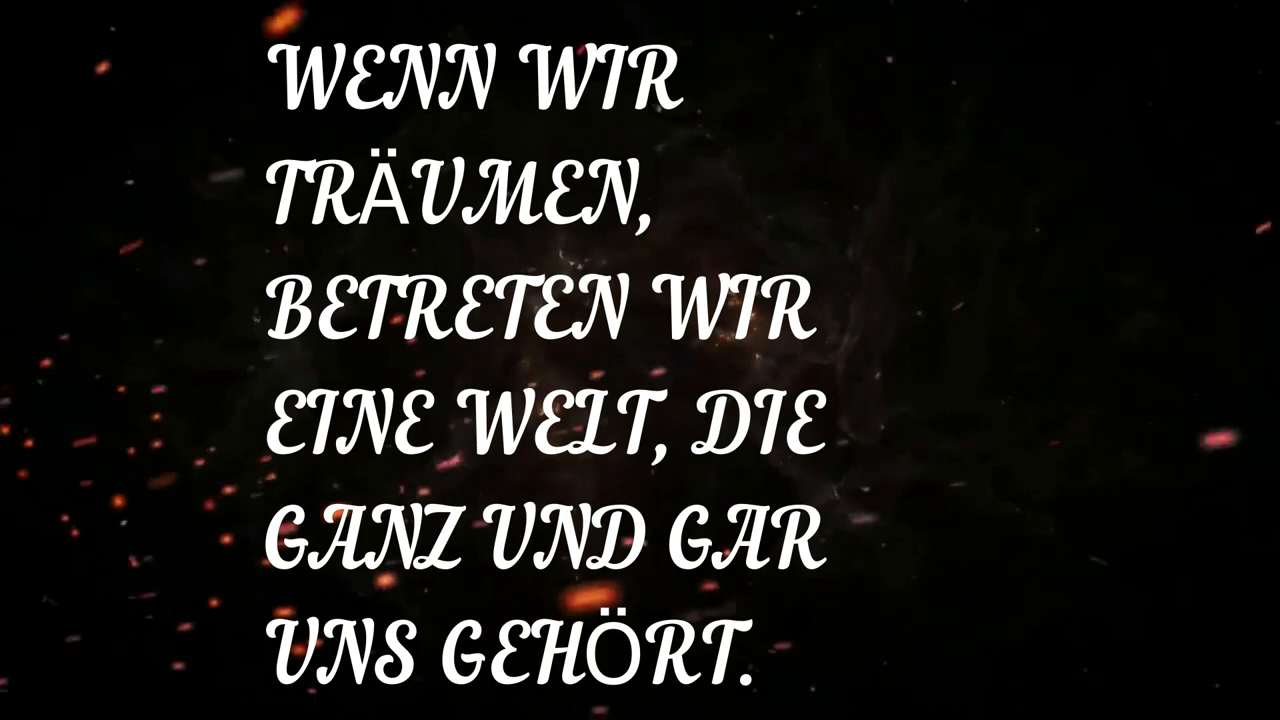 WENN WIR
TRÄUMEN,
BETRETEN WIR
EINE WELT, DIE
GANZ UND GAR
UNS GEHÖRT.